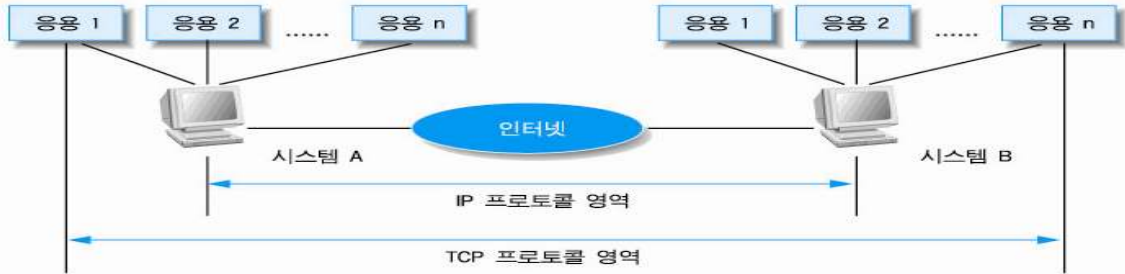 응용 1 응용 2 ...... 응용 n 응용 1 응용 2 ...... 응용 n
인터넷
시스템 A 시스템 B
IP 프로토콜 영역
TCP 프로토콜 영역